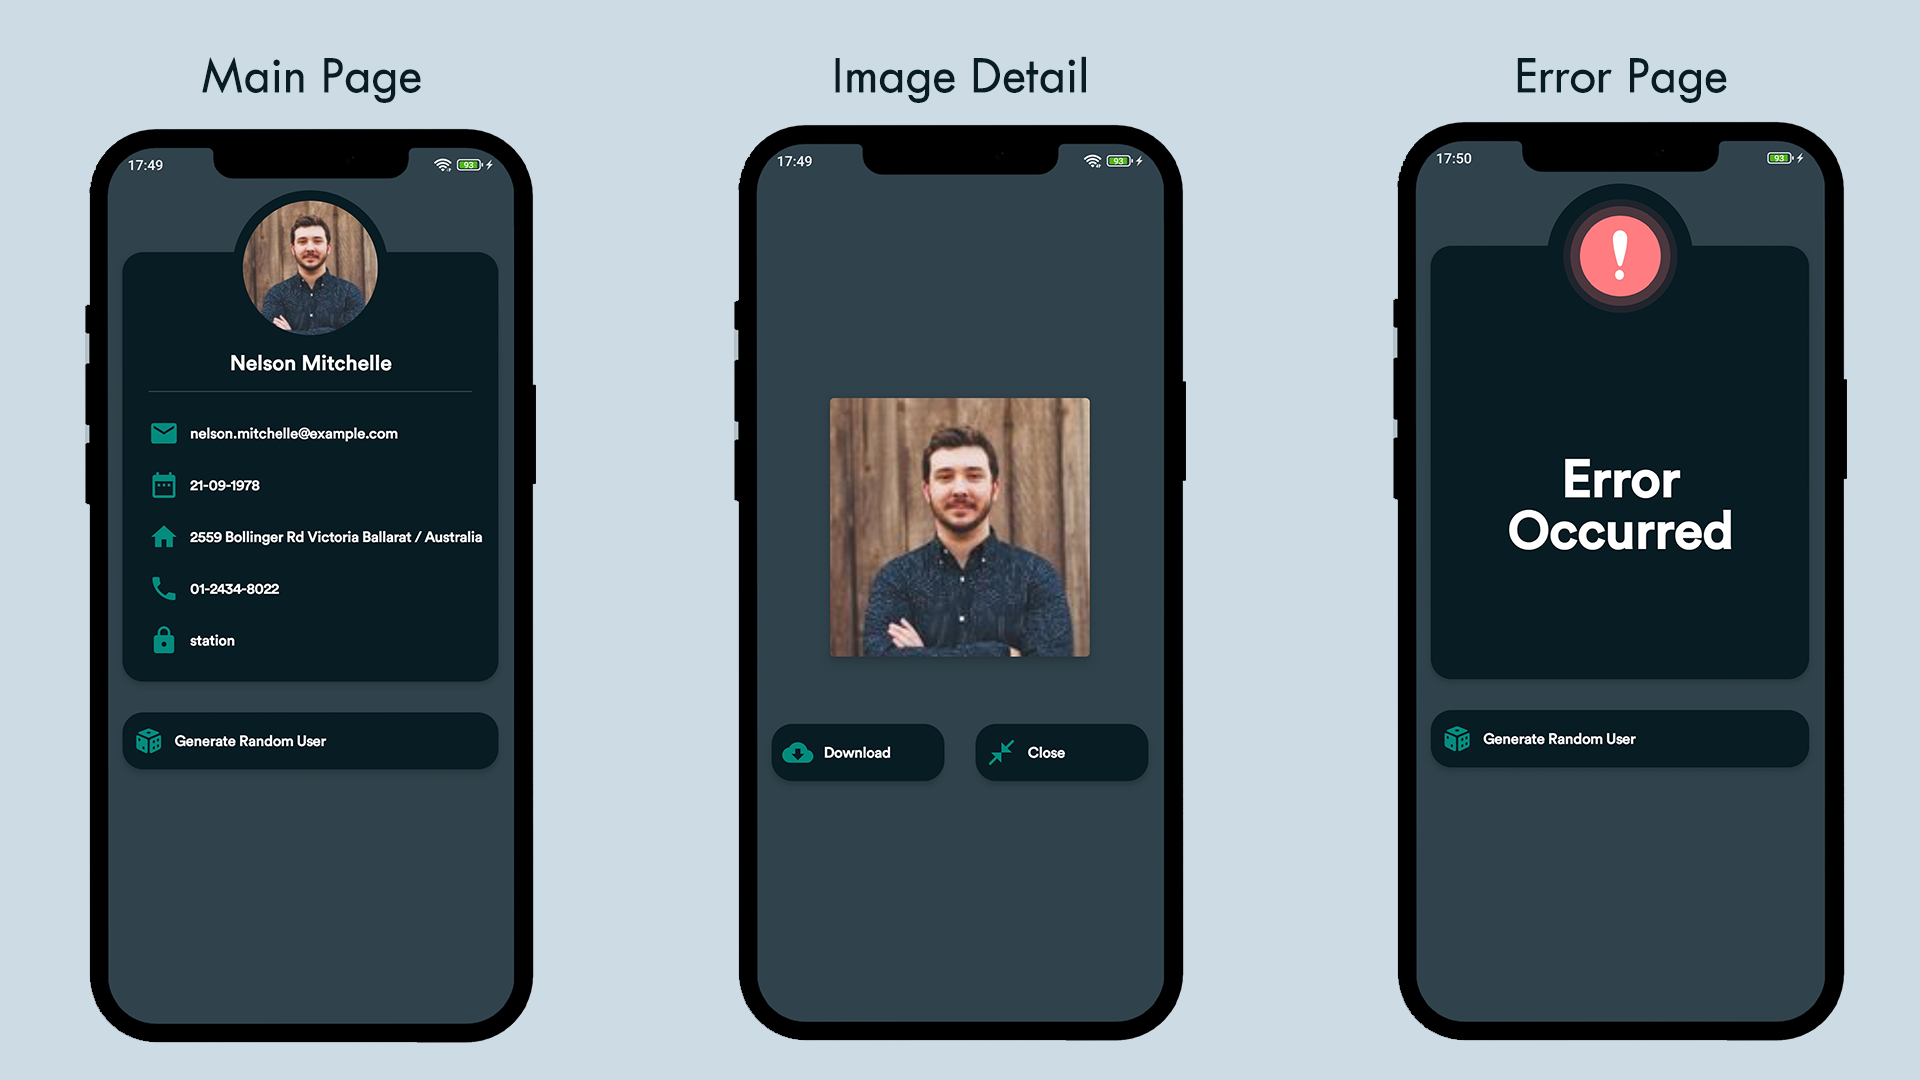 Main Page
17:49
93
Nelson Mitchelle
nelson.mitchelle@example.com
21-09-1978
2559 Bollinger Rd Victoria Ballarat / Australia
01-2434-8022
station
Generate Random User
Image Detail
17:49
93
Download
Close
Error Page
17:50
93
!
Error
Occurred
Generate Random User